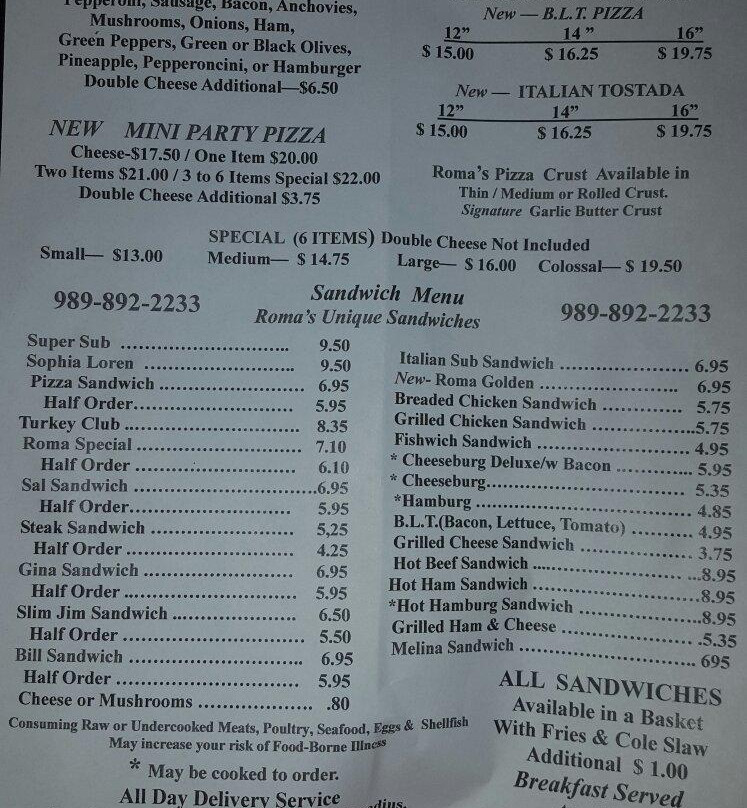 Pepperoni, Sausage, Bacon, Anchovies,
Mushrooms, Onions, Ham,
Green Peppers, Green or Black Olives,
Pineapple, Pepperoncini, or Hamburger
Double Cheese Additional—$6.50
NEW MINI PARTY PIZZA
Cheese-$17.50 / One Item $20.00
Two Items $21.00 / 3 to 6 Items Special $22.00
Double Cheese Additional $3.75
New — B.L.T. PIZZA
12” 14 ” 16”
$ 15.00 $ 16.25 $ 19.75
New — ITALIAN TOSTADA
12” 14” 16”
$ 15.00 $ 16.25 $ 19.75
Roma’s Pizza Crust Available in
Thin / Medium or Rolled Crust.
Signature Garlic Butter Crust
SPECIAL (6 ITEMS) Double Cheese Not Included
Small— $13.00 Medium— $ 14.75 Large— $ 16.00 Colossal— $ 19.50
989-892-2233 Sandwich Menu 989-892-2233
Roma’s Unique Sandwiches
Super Sub ................................ 9.50
Sophia Loren ............................ 9.50
Pizza Sandwich ............................ 6.95
Half Order................................ 5.95
Turkey Club ................................ 8.35
Roma Special ................................ 7.10
Half Order ................................ 6.10
Sal Sandwich ................................6.95
Half Order................................ 5.95
Steak Sandwich ............................ 5,25
Half Order ................................ 4.25
Gina Sandwich ............................ 6.95
Half Order ................................ 5.95
Slim Jim Sandwich ........................ 6.50
Half Order ................................ 5.50
Bill Sandwich ............................ 6.95
Half Order ................................ 5.95
Cheese or Mushrooms .................... .80
Italian Sub Sandwich ........................ 6.95
New- Roma Golden ........................ 6.95
Breaded Chicken Sandwich ................ 5.75
Grilled Chicken Sandwich ....................5.75
Fishwich Sandwich ........................ 4.95
* Cheeseburg Deluxe/w Bacon ............ 5.95
* Cheeseburg................................ 5.35
*Hamburg ................................ 4.85
B.L.T.(Bacon, Lettuce, Tomato) ............ 4.95
Grilled Cheese Sandwich .................... 3.75
Hot Beef Sandwich ............................8.95
Hot Ham Sandwich ............................8.95
*Hot Hamburg Sandwich ....................8.95
Grilled Ham & Cheese ........................5.35
Melina Sandwich ............................ 695
Consuming Raw or Undercooked Meats, Poultry, Seafood, Eggs & Shellfish
May increase your risk of Food-Borne Illness
* May be cooked to order.
All Day Delivery Service
ALL SANDWICHES
Available in a Basket
With Fries & Cole Slaw
Additional $ 1.00
Breakfast Served